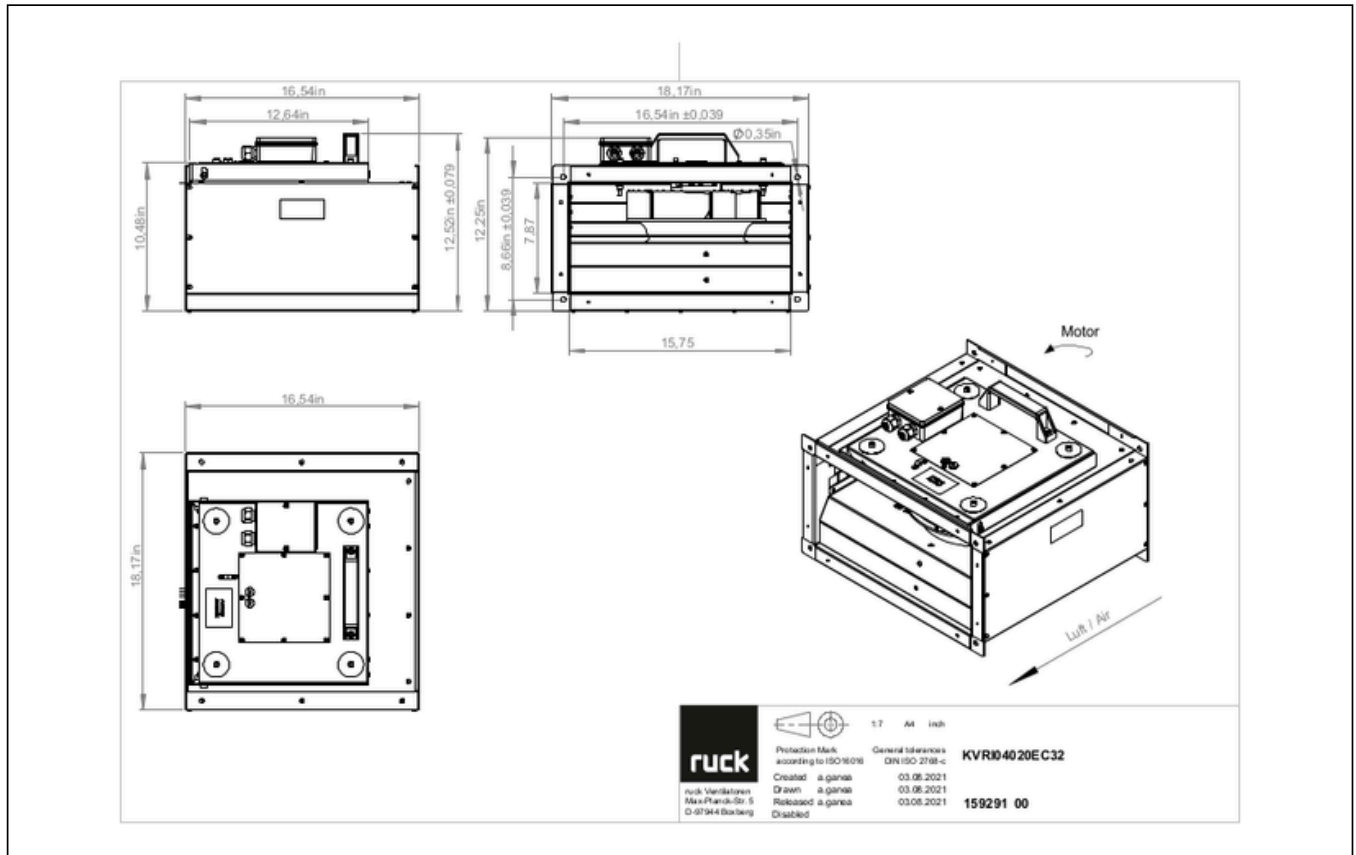 16,54in
12,64in
10,48in
12,52in ±0,079
18,17in
16,54in ±0,039
Ø0,35in
12,25in
8,66in ±0,039
7,87
15,75
16,54in
18,17in
Motor
Luft / Air
ruck
ruck Ventilatoren
Max-Planck-Str. 5
D-97944 Boxberg
1:7 A4 inch
Protection Mark
according to ISO16016
General tolerances
DIN ISO 2768-c
KVRI04020EC32
Created a.ganea 03.08.2021
Drawn a.ganea 03.08.2021
Released a.ganea 03.08.2021
Disabled
159291 00